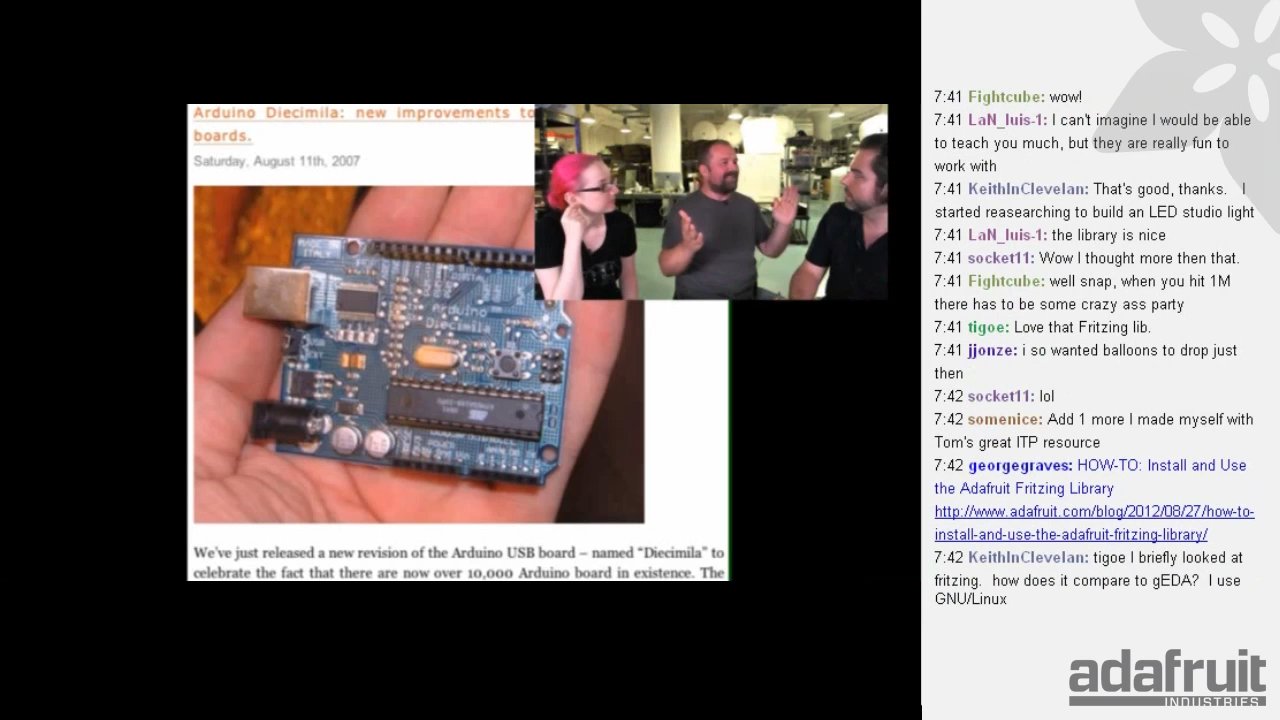 Arduino Diecimila: new improvements to
boards.
Saturday, August 11th, 2007
MADE IN
ITALY
Arduino
Diecimila
We've just released a new revision of the Arduino USB board – named “Diecimila” to
celebrate the fact that there are now over 10,000 Arduino board in existence. The
7:41 Fightcube: wow!
7:41 LaN_luis-1: I can't imagine I would be able
to teach you much, but they are really fun to
work with
7:41 KeithInClevelan: That's good, thanks. I
started reasearching to build an LED studio light
7:41 LaN_luis-1: the library is nice
7:41 socket11: Wow I thought more then that.
7:41 Fightcube: well snap, when you hit 1M
there has to be some crazy ass party
7:41 tigoe: Love that Fritzing lib.
7:41 jjonze: i so wanted balloons to drop just
then
7:42 socket11: lol
7:42 somenice: Add 1 more I made myself with
Tom's great ITP resource
7:42 georgegraves: HOW-TO: Install and Use
the Adafruit Fritzing Library
http://www.adafruit.com/blog/2012/08/27/how-to-
install-and-use-the-adafruit-fritzing-library/
7:42 KeithInClevelan: tigoe I briefly looked at
fritzing. how does it compare to gEDA? I use
GNU/Linux
adafruit
INDUSTRIES